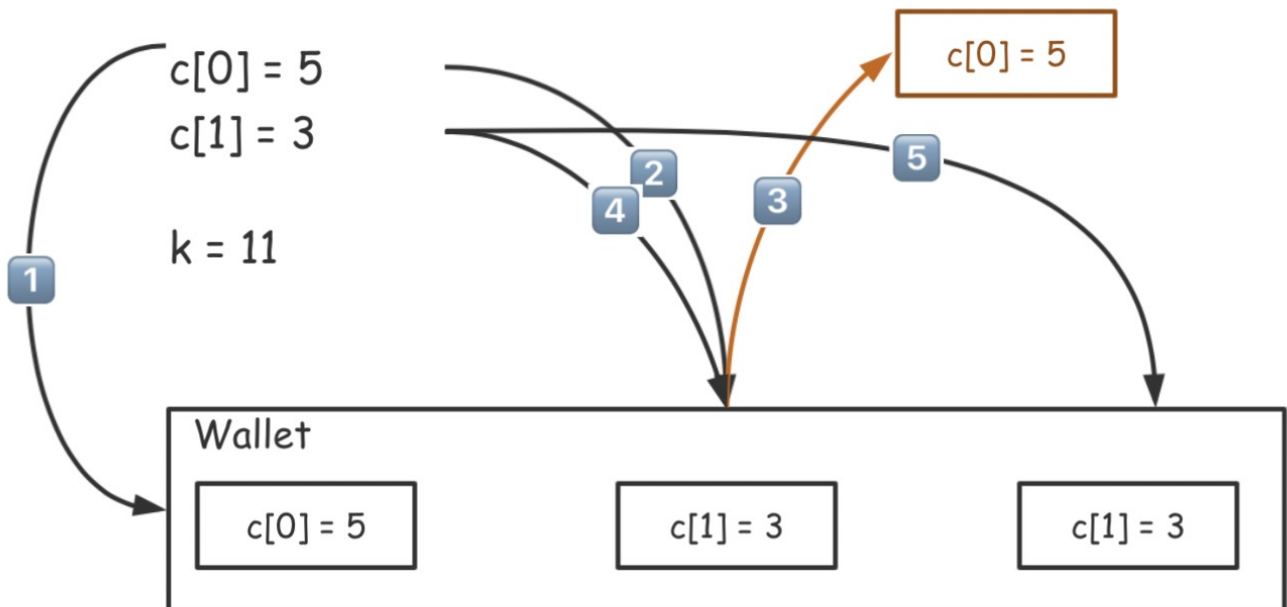 c[0] = 5
c[0] = 5
c[1] = 3
2
5
4
3
k = 11
1
Wallet
c[0] = 5
c[1] = 3
c[1] = 3